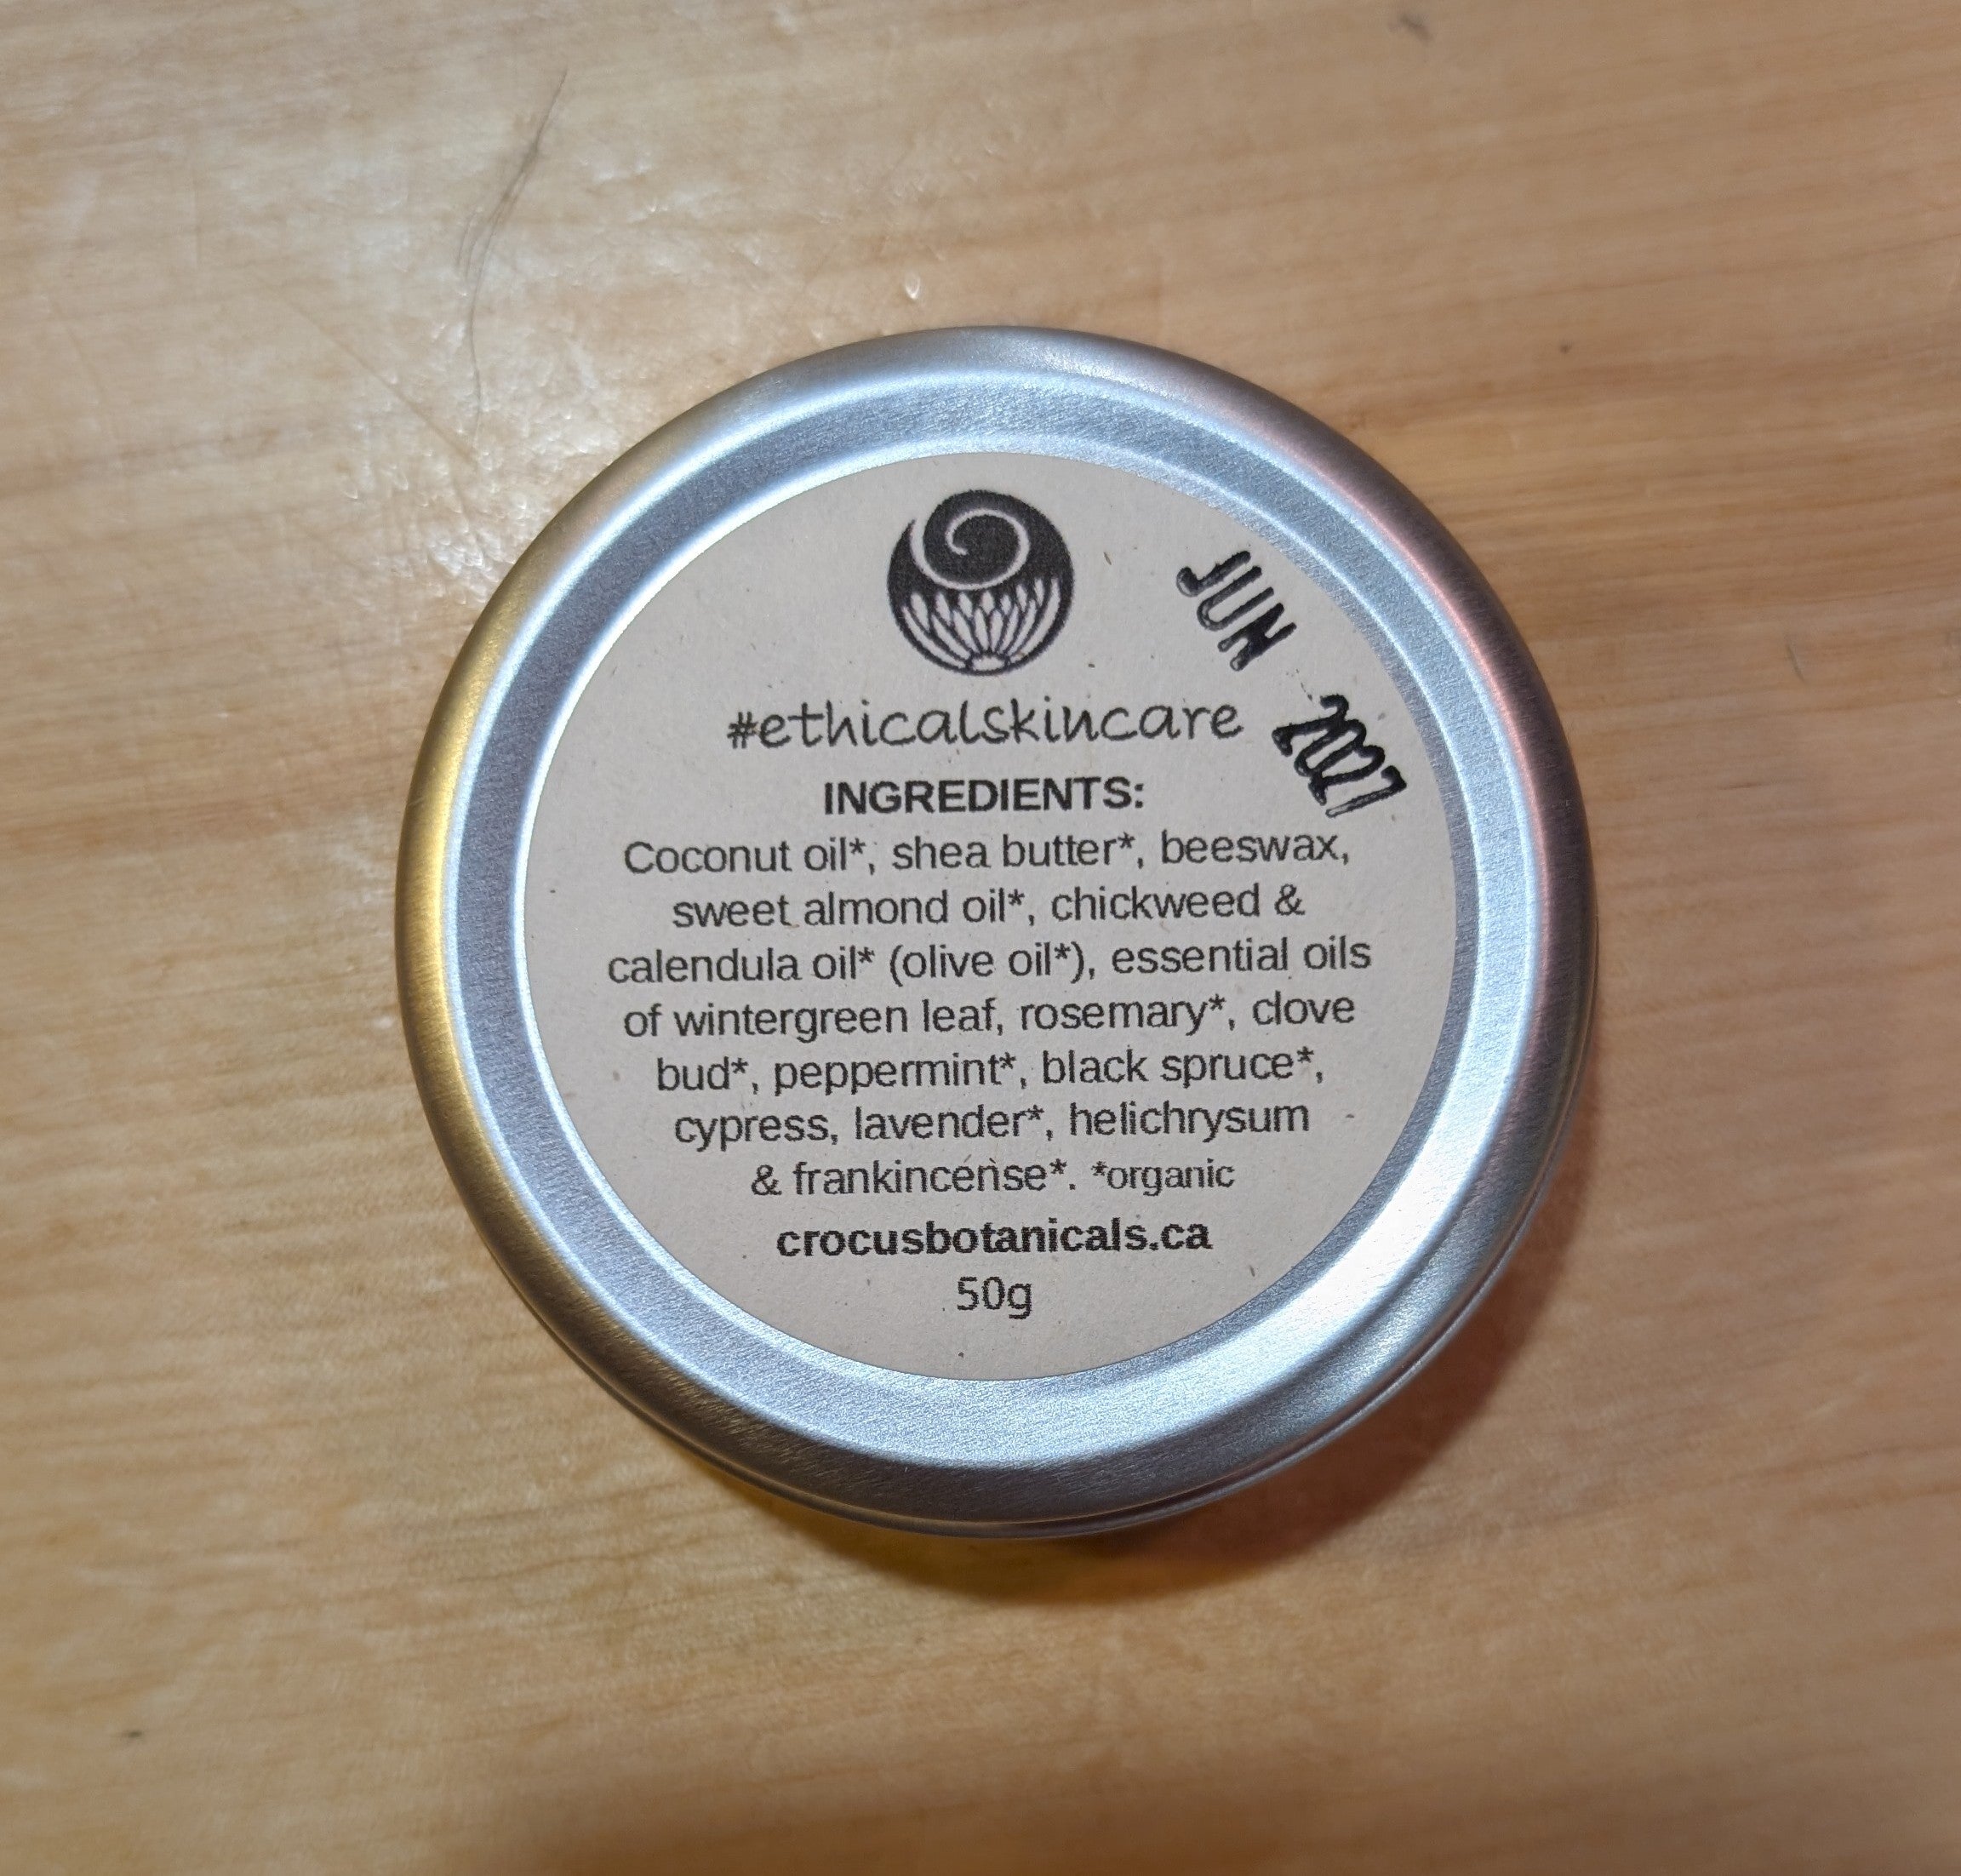 JUN 2027
#ethicalskincare
INGREDIENTS:
Coconut oil*, shea butter*, beeswax,
sweet almond oil*, chickweed &
calendula oil* (olive oil*), essential oils
of wintergreen leaf, rosemary*, clove
bud*, peppermint*, black spruce*,
cypress, lavender*, helichrysum
& frankincense*. *organic
crocusbotanicals.ca
50g